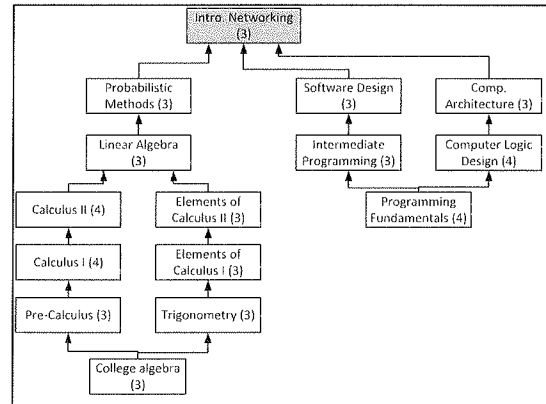 Intro. Networking
(3)
Probabilistic
Methods (3)
Software Design
(3)
Comp.
Architecture (3)
Linear Algebra
(3)
Intermediate
Programming (3)
Computer Logic
Design (4)
Calculus II (4)
Elements of
Calculus II (3)
Programming
Fundamentals (4)
Calculus I (4)
Elements of
Calculus I (3)
Pre-Calculus (3)
Trigonometry (3)
College algebra
(3)